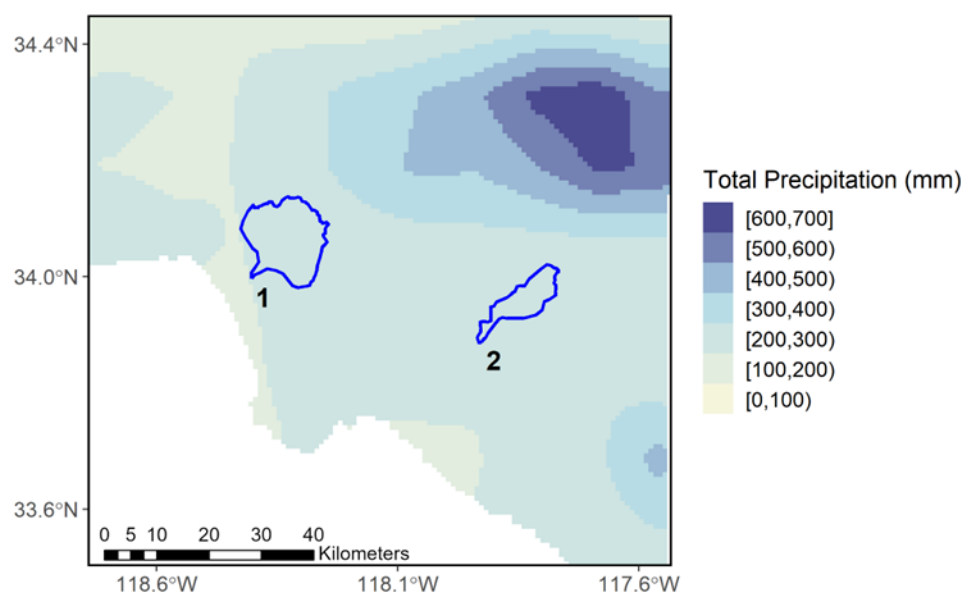 34.4°N
34.0°N
33.6°N
1
2
0 5 10 20 30 40
Kilometers
118.6°W 118.1°W 117.6°W
Total Precipitation (mm)
[600,700]
[500,600)
[400,500)
[300,400)
[200,300)
[100,200)
[0,100)